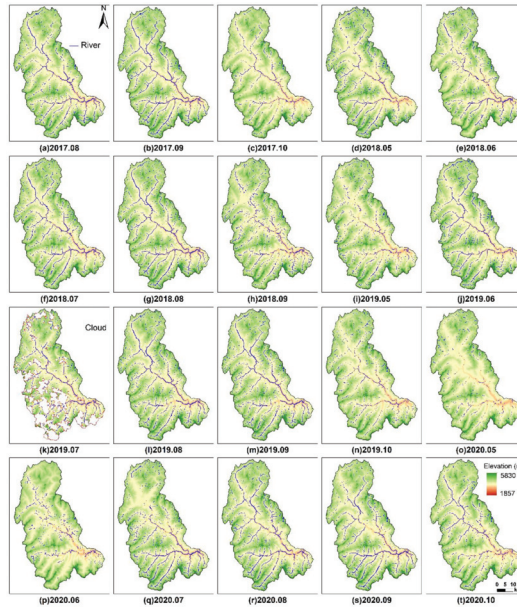 N
River
(a)2017.08
(b)2017.09
(c)2017.10
(d)2018.05
(e)2018.06
(f)2018.07
(g)2018.08
(h)2018.09
(i)2019.05
(j)2019.06
Cloud
(k)2019.07
(l)2019.08
(m)2019.09
(n)2019.10
(o)2020.05
Elevation (
5830
1857
0 5 10
(p)2020.06
(q)2020.07
(r)2020.08
(s)2020.09
(t)2020.10